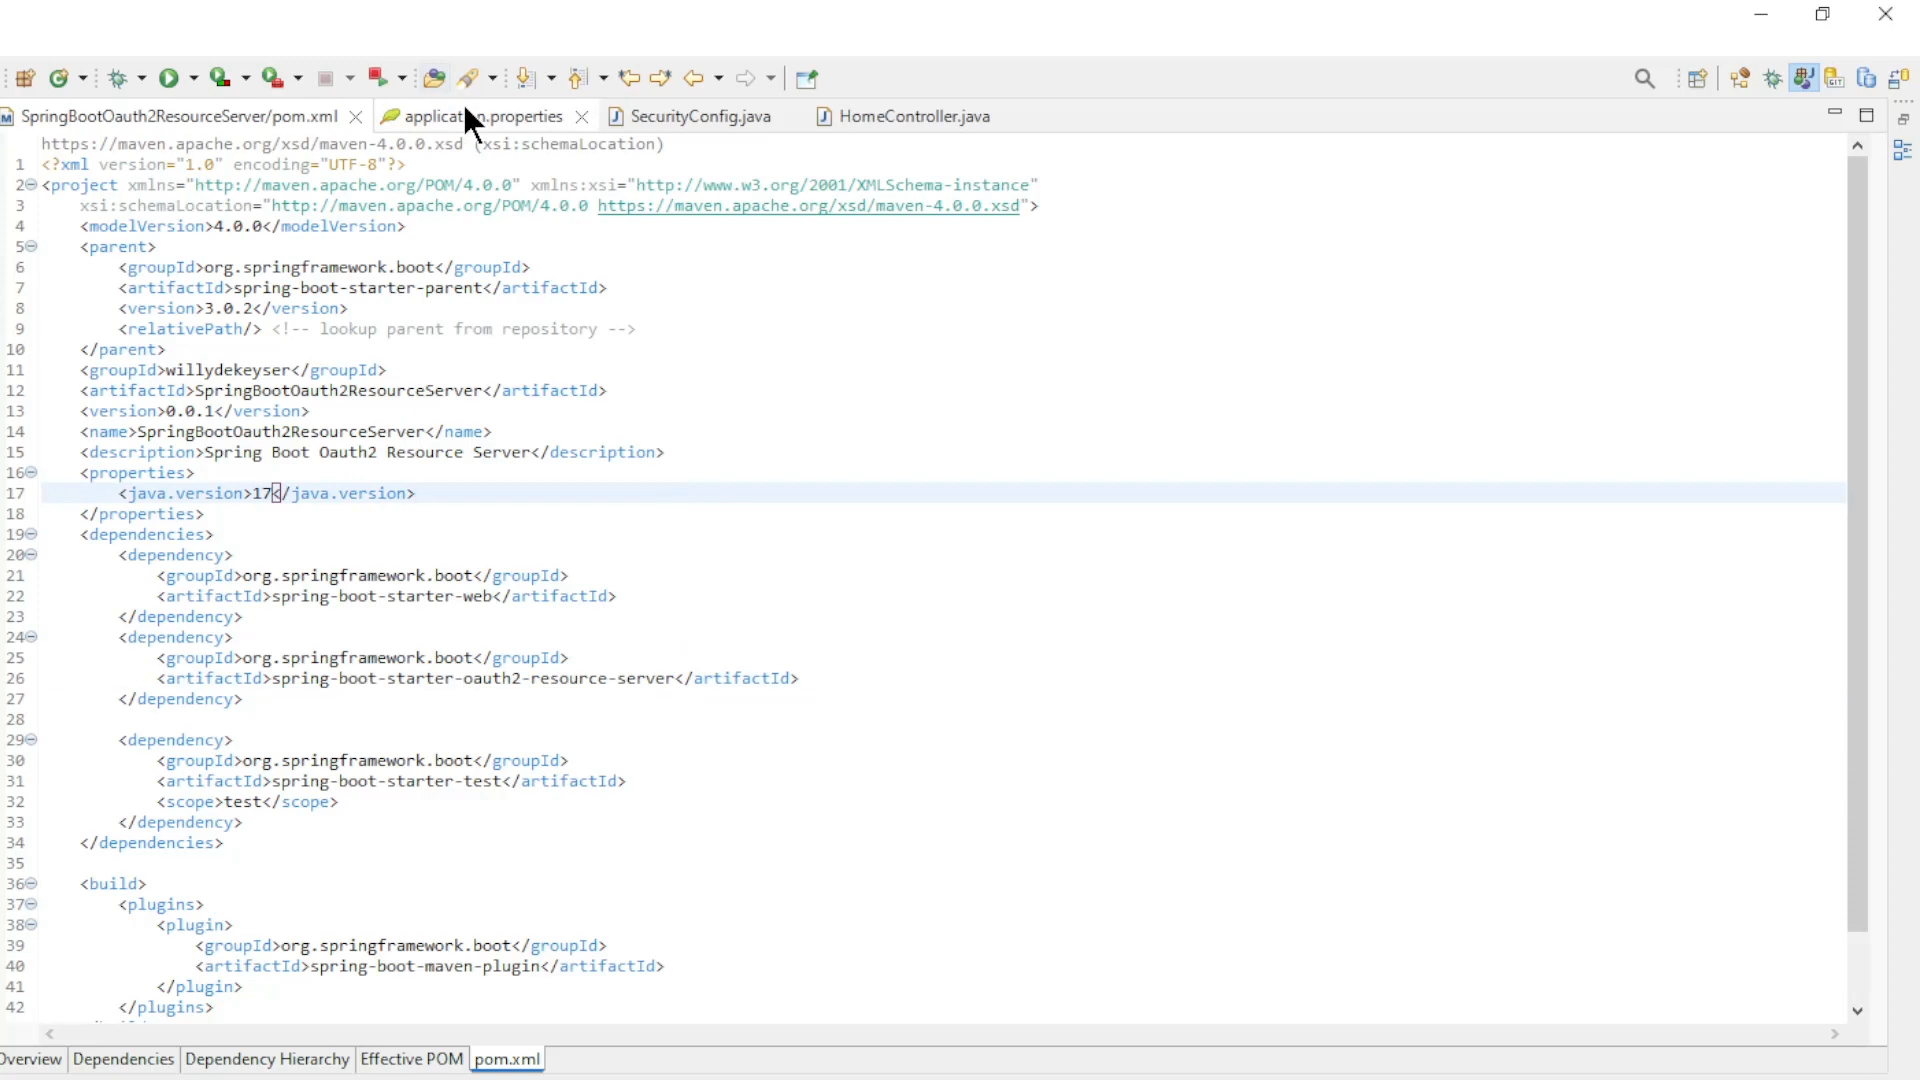 SpringBootOauth2ResourceServer/pom.xml
properties
SecurityConfig.java
HomeController.java
https://maven.apache.org/xsd/maven-4.0.0.xsd (xsi:schemaLocation)
1 <?xml version="1.0" encoding="UTF-8"?>
2 <project xmlns="http://maven.apache.org/POM/4.0.0" xmlns:xsi="http://www.w3.org/2001/XMLSchema-instance"
3 xsi:schemaLocation="http://maven.apache.org/POM/4.0.0 https://maven.apache.org/xsd/maven-4.0.0.xsd">
4 <modelVersion>4.0.0</modelVersion>
5 <parent>
6 <groupId>org.springframework.boot</groupId>
7 <artifactId>spring-boot-starter-parent</artifactId>
8 <version>3.0.2</version>
9 <relativePath/> <!-- lookup parent from repository -->
10 </parent>
11 <groupId>willydekeyser</groupId>
12 <artifactId>SpringBootOauth2ResourceServer</artifactId>
13 <version>0.0.1</version>
14 <name>SpringBootOauth2ResourceServer</name>
15 <description>Spring Boot Oauth2 Resource Server</description>
16 <properties>
17 <java.version>17</java.version>
18 </properties>
19 <dependencies>
20 <dependency>
21 <groupId>org.springframework.boot</groupId>
22 <artifactId>spring-boot-starter-web</artifactId>
23 </dependency>
24 <dependency>
25 <groupId>org.springframework.boot</groupId>
26 <artifactId>spring-boot-starter-oauth2-resource-server</artifactId>
27 </dependency>
28
29 <dependency>
30 <groupId>org.springframework.boot</groupId>
31 <artifactId>spring-boot-starter-test</artifactId>
32 <scope>test</scope>
33 </dependency>
34 </dependencies>
35
36 <build>
37 <plugins>
38 <plugin>
39 <groupId>org.springframework.boot</groupId>
40 <artifactId>spring-boot-maven-plugin</artifactId>
41 </plugin>
42 </plugins>
Overview
Dependencies
Dependency Hierarchy
Effective POM
pom.xml